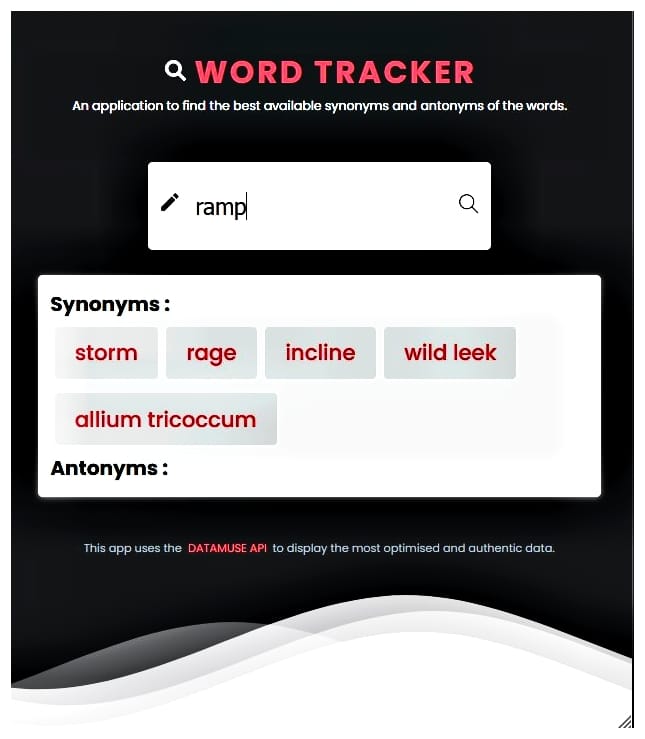 WORD TRACKER
An application to find the best available synonyms and antonyms of the words.
ramp
Synonyms :
storm rage incline wild leek
allium tricoccum
Antonyms :
This app uses the DATAMUSE API to display the most optimised and authentic data.